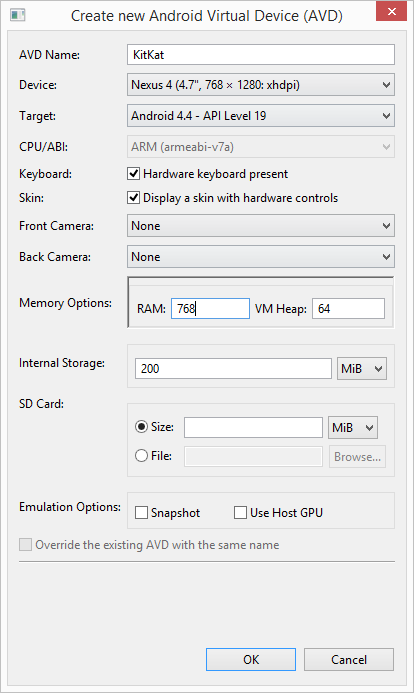 Create new Android Virtual Device (AVD)
AVD Name: KitKat
Device: Nexus 4 (4.7", 768 × 1280: xhdpi)
Target: Android 4.4 - API Level 19
CPU/ABI: ARM (armeabi-v7a)
Keyboard: Hardware keyboard present
Skin: Display a skin with hardware controls
Front Camera: None
Back Camera: None
Memory Options: RAM: 768 VM Heap: 64
Internal Storage: 200 MiB
SD Card:
Size: MiB
File: Browse...
Emulation Options: Snapshot Use Host GPU
Override the existing AVD with the same name
OK Cancel